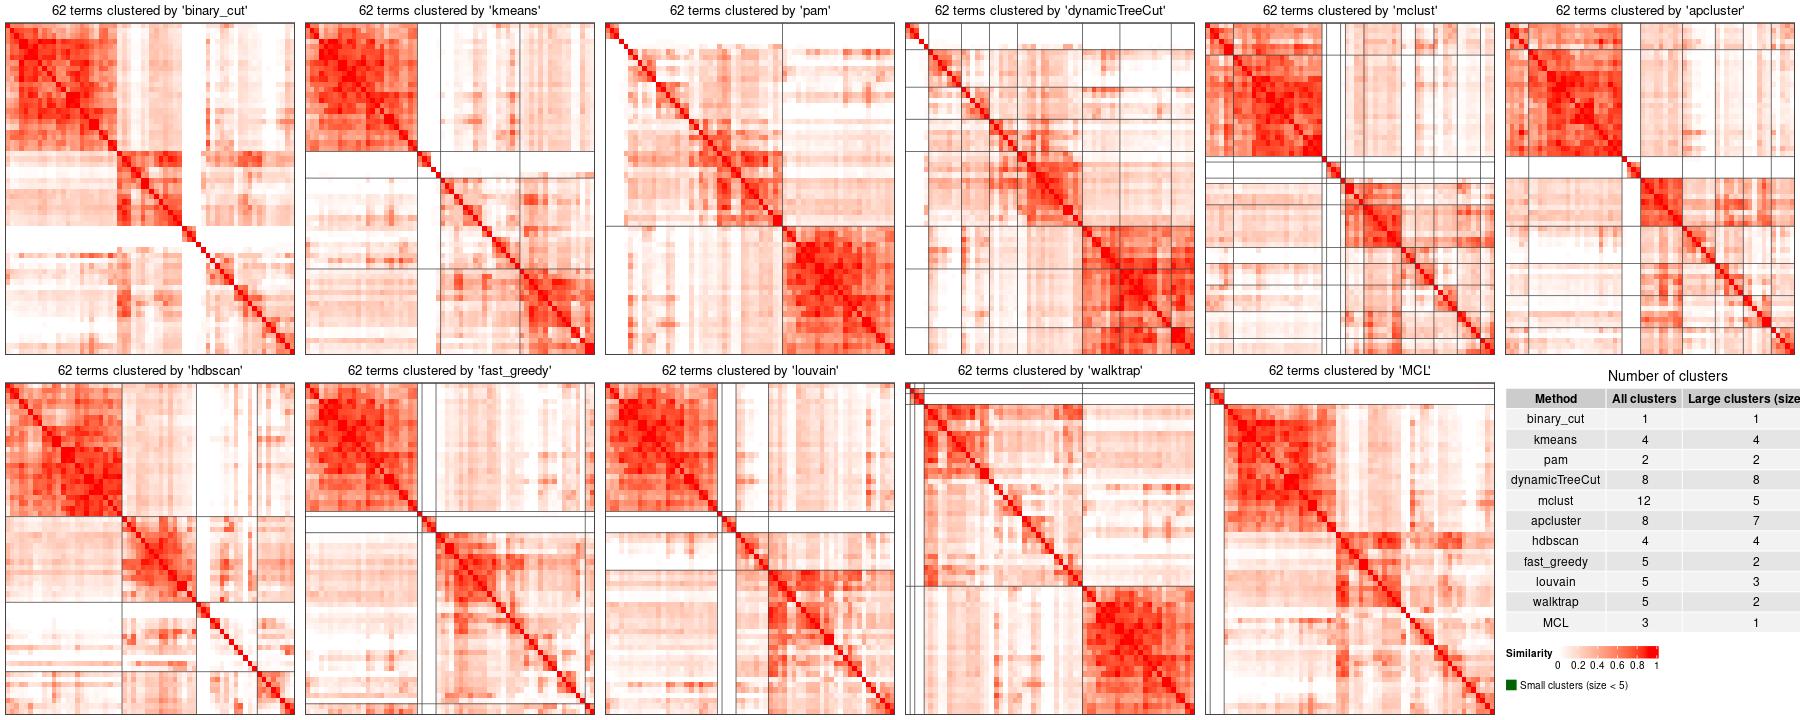 62 terms clustered by 'binary_cut'
62 terms clustered by 'kmeans'
62 terms clustered by 'pam'
62 terms clustered by 'dynamicTreeCut'
62 terms clustered by 'mclust'
62 terms clustered by 'apcluster'
62 terms clustered by 'hdbscan'
62 terms clustered by 'fast_greedy'
62 terms clustered by 'louvain'
62 terms clustered by 'walktrap'
62 terms clustered by 'MCL'
Number of clusters
Method All clusters Large clusters (size
binary_cut 1 1
kmeans 4 4
pam 2 2
dynamicTreeCut 8 8
mclust 12 5
apcluster 8 7
hdbscan 4 4
fast_greedy 5 2
louvain 5 3
walktrap 5 2
MCL 3 1
Similarity
0 0.2 0.4 0.6 0.8 1
Small clusters (size < 5)